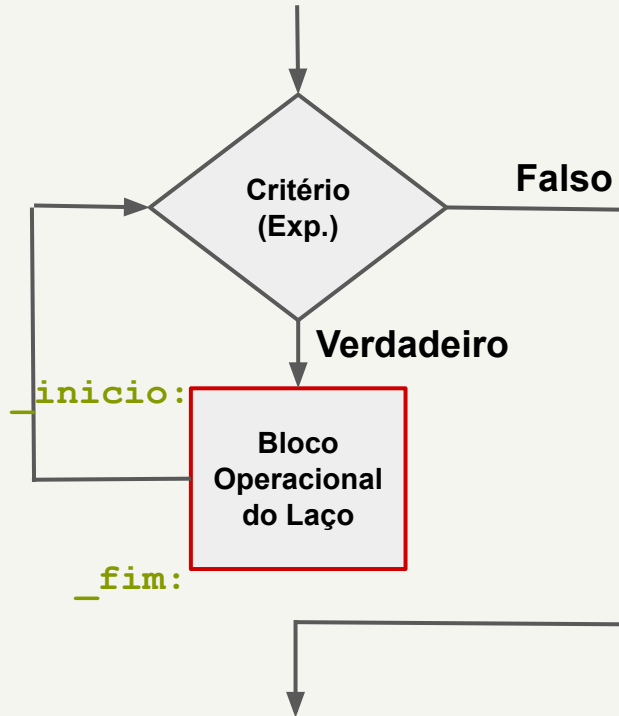 Critério
(Exp.)
Falso
Verdadeiro
_inicio:
Bloco
Operacional
do Laço
_fim: